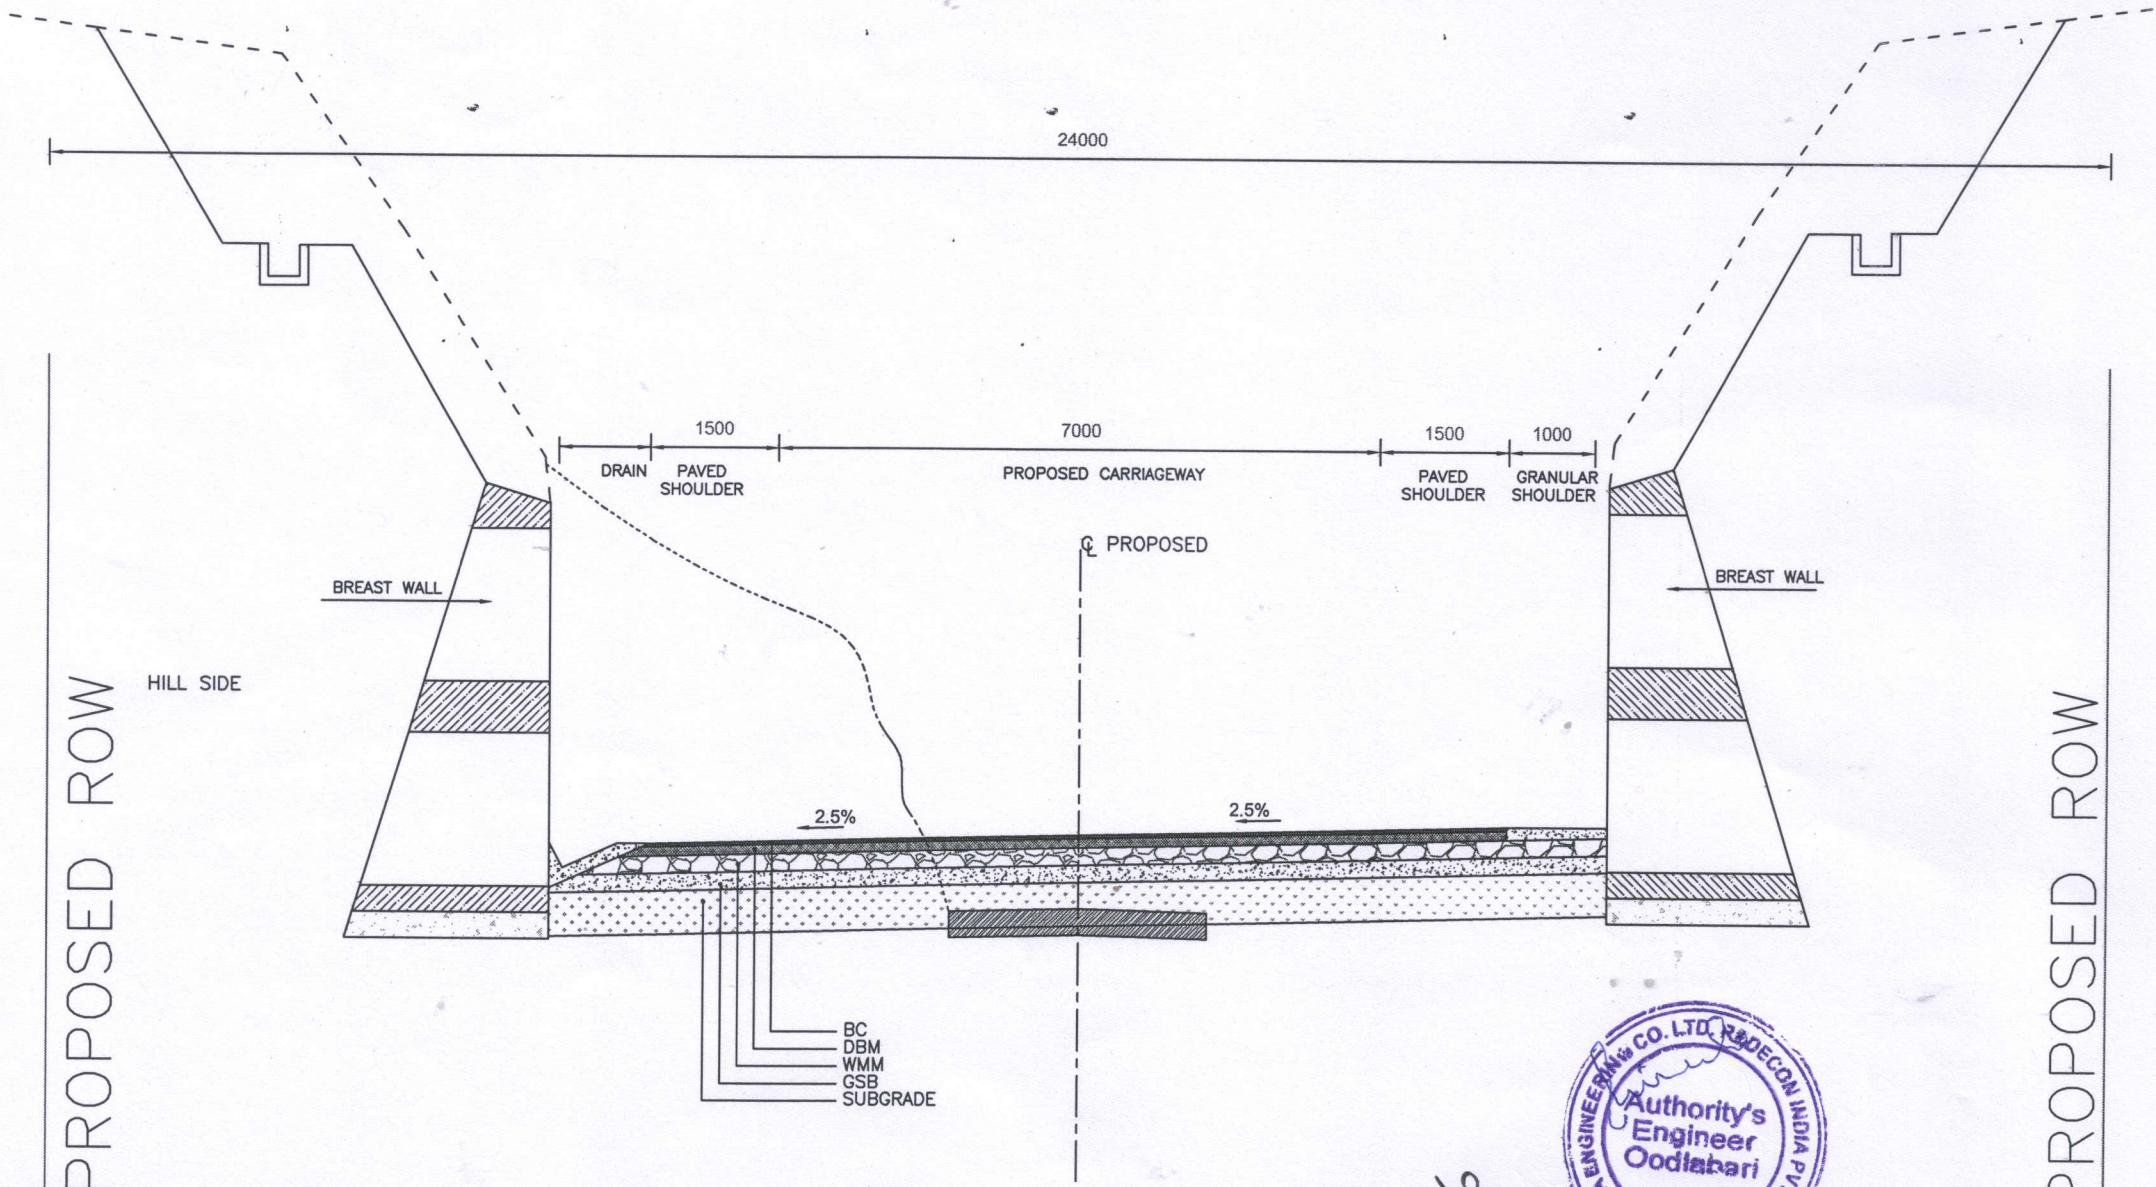 24000
1500
7000
1500
1000
DRAIN
PAVED
SHOULDER
PROPOSED CARRIAGEWAY
PAVED
SHOULDER
GRANULAR
SHOULDER
℄ PROPOSED
BREAST WALL
BREAST WALL
HILL SIDE
PROPOSED ROW
PROPOSED ROW
2.5%
2.5%
BC
DBM
WMM
GSB
SUBGRADE
ENGINEERING CO. LTD.
INDIA
Authority's
Engineer
Oodlabari